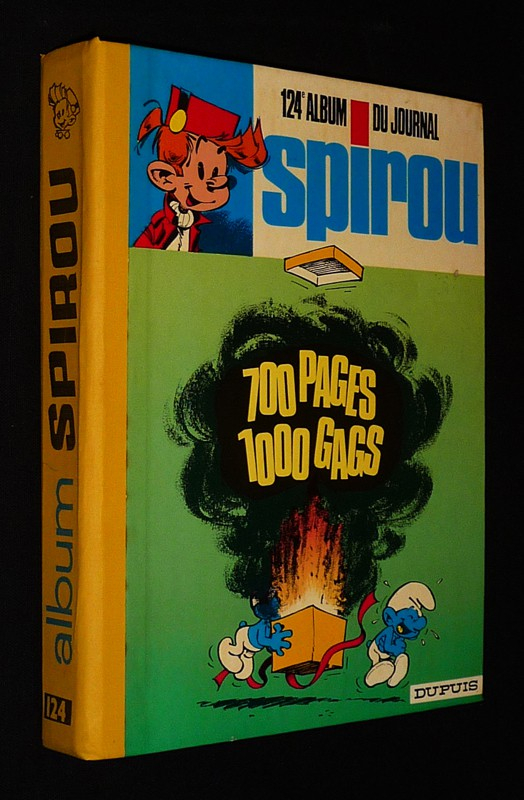 124e ALBUM DU JOURNAL
spirou
700 PAGES
1000 GAGS
DUPUIS
album SPIROU
124